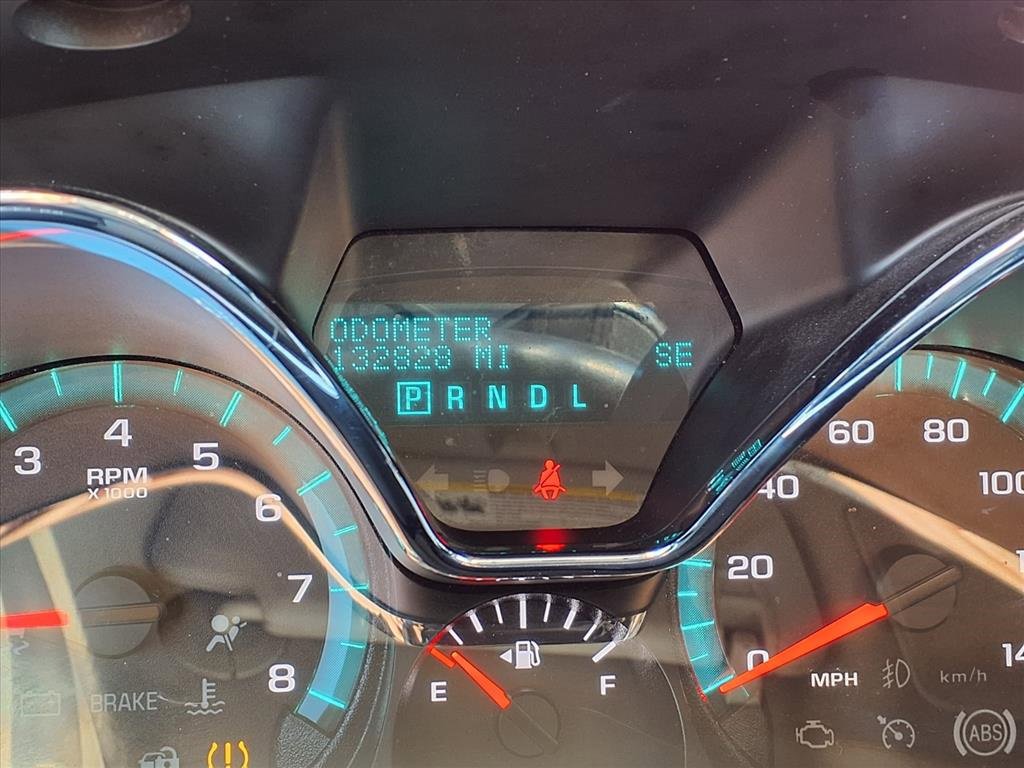 ODOMETER
132828 MI SE
P R N D L
3 4 5 6 7 8
RPM
X 1000
BRAKE
E F
0 20 40 60 80 100
MPH km/h
ABS